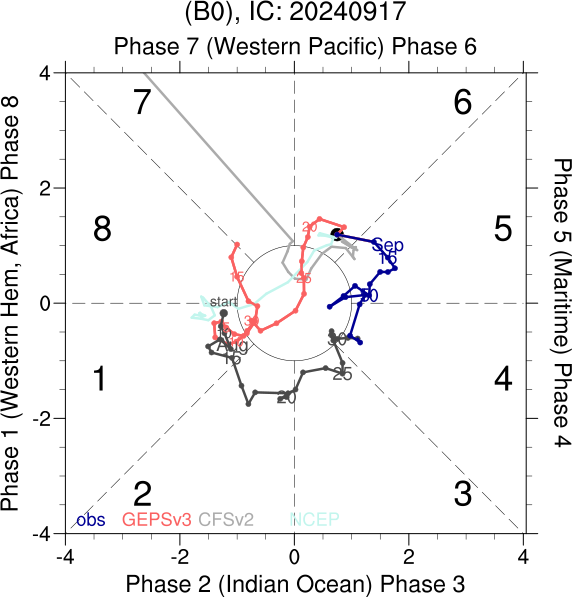 (B0), IC: 20240917
Phase 7 (Western Pacific) Phase 6
Phase 1 (Western Hem, Africa) Phase 8
Phase 5 (Maritime) Phase 4
4
2
0
-2
-4
7
6
8
5
1
4
2
3
20
Sep
16
15
25
start
30
Aug
15
25
20
obs
GEPSv3
CFSv2
NCEP
-4
-2
0
2
4
Phase 2 (Indian Ocean) Phase 3